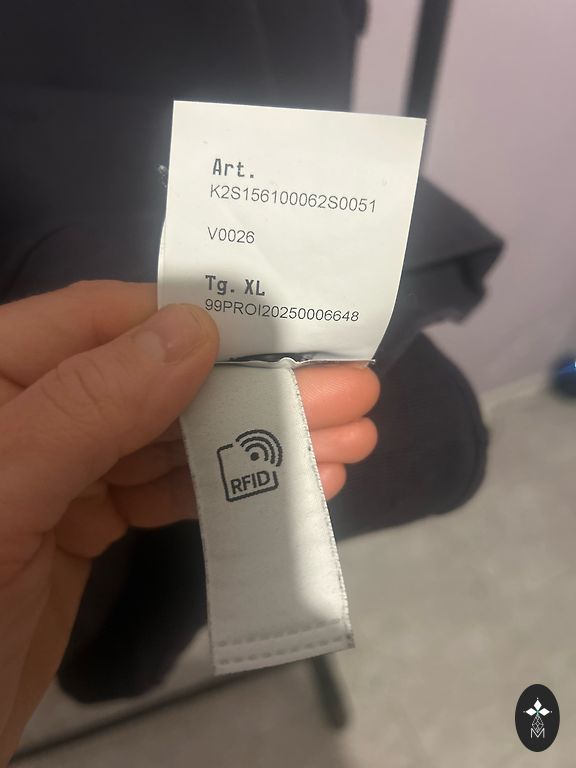 Art.
K2S156100062S0051
V0026
Tg. XL
99PROI20250006648
RFID
M